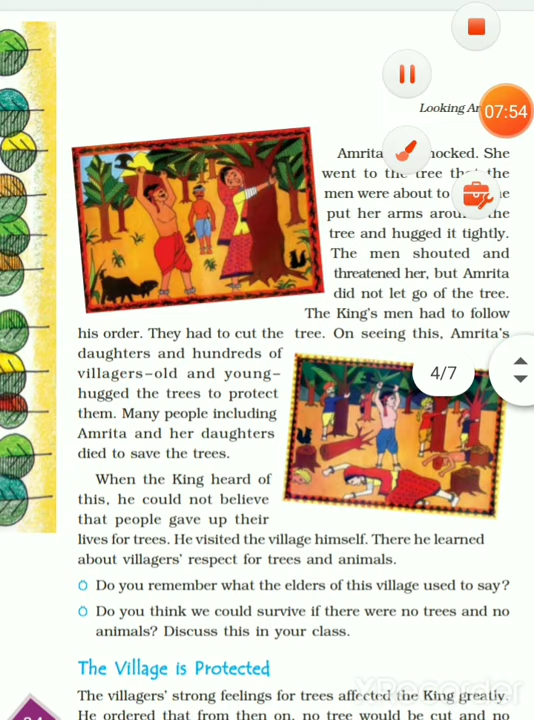 Looking Ar
07:54
Amrita hocked. She
went to the tree that the
men were about to
put her arms the
tree and hugged it tightly.
The men shouted and
threatened her, but Amrita
did not let go of the tree.
The King's men had to follow
his order. They had to cut the tree. On seeing this, Amrita's
daughters and hundreds of
villagers–old and young–
hugged the trees to protect
them. Many people including
Amrita and her daughters
died to save the trees.
4/7
When the King heard of
this, he could not believe
that people gave up their
lives for trees. He visited the village himself. There he learned
about villagers' respect for trees and animals.
Do you remember what the elders of this village used to say?
Do you think we could survive if there were no trees and no
animals? Discuss this in your class.
The Village is Protected
XRecorder
The villagers' strong feelings for trees affected the King greatly.
He ordered that from then on, no tree would be cut and no